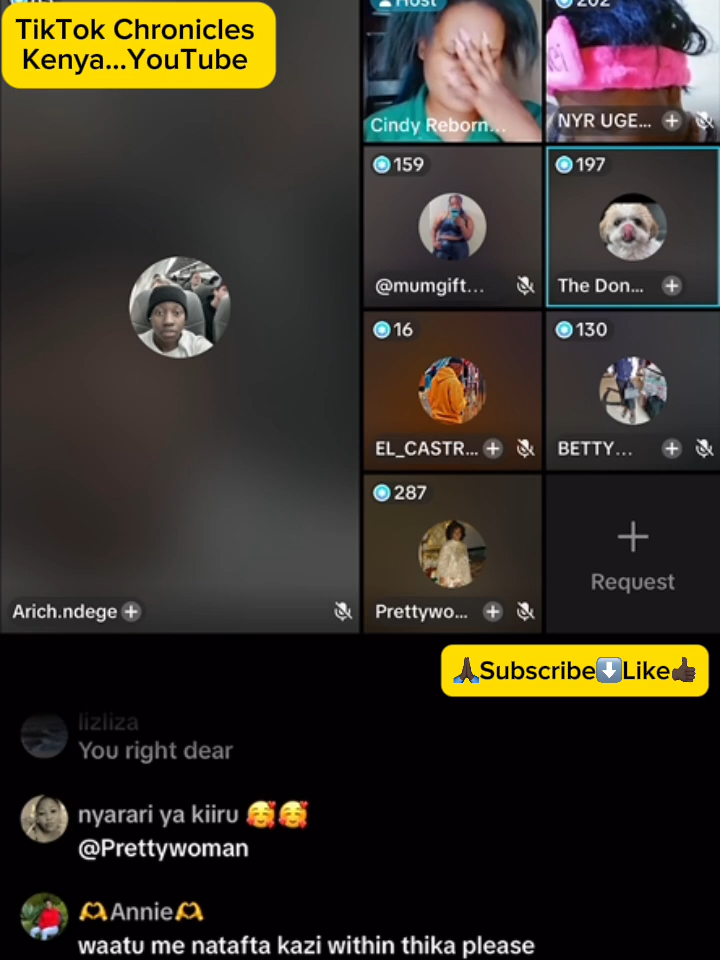 TikTok Chronicles
Kenya...YouTube
Host
Cindy Reborn...
202
NYR UGE...
159
@mumgift...
197
The Don...
16
EL_CASTR...
130
BETTY...
287
Prettywo...
Request
Arich.ndege
🙏🏿Subscribe⬇️Like👍🏿
lizliza
You right dear
nyarari ya kiiru 🥰🥰
@Prettywoman
🫶Annie🫶
waatu me natafta kazi within thika please